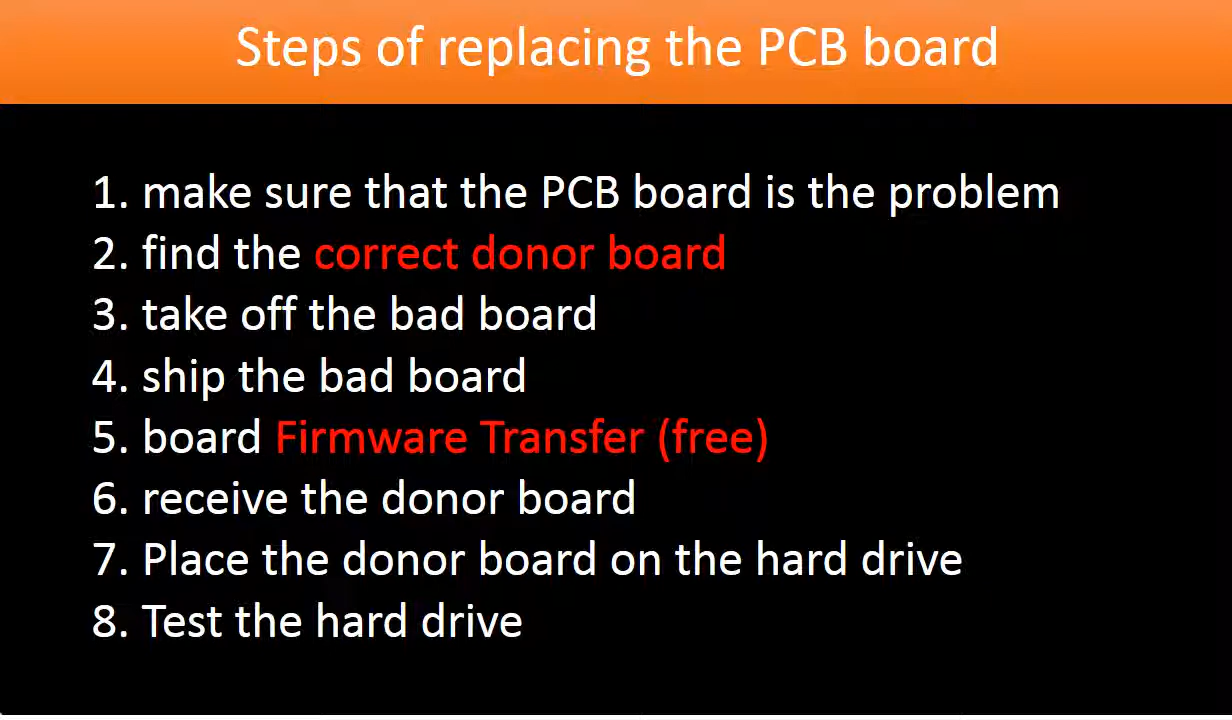 Steps of replacing the PCB board
1. make sure that the PCB board is the problem
2. find the correct donor board
3. take off the bad board
4. ship the bad board
5. board Firmware Transfer (free)
6. receive the donor board
7. Place the donor board on the hard drive
8. Test the hard drive